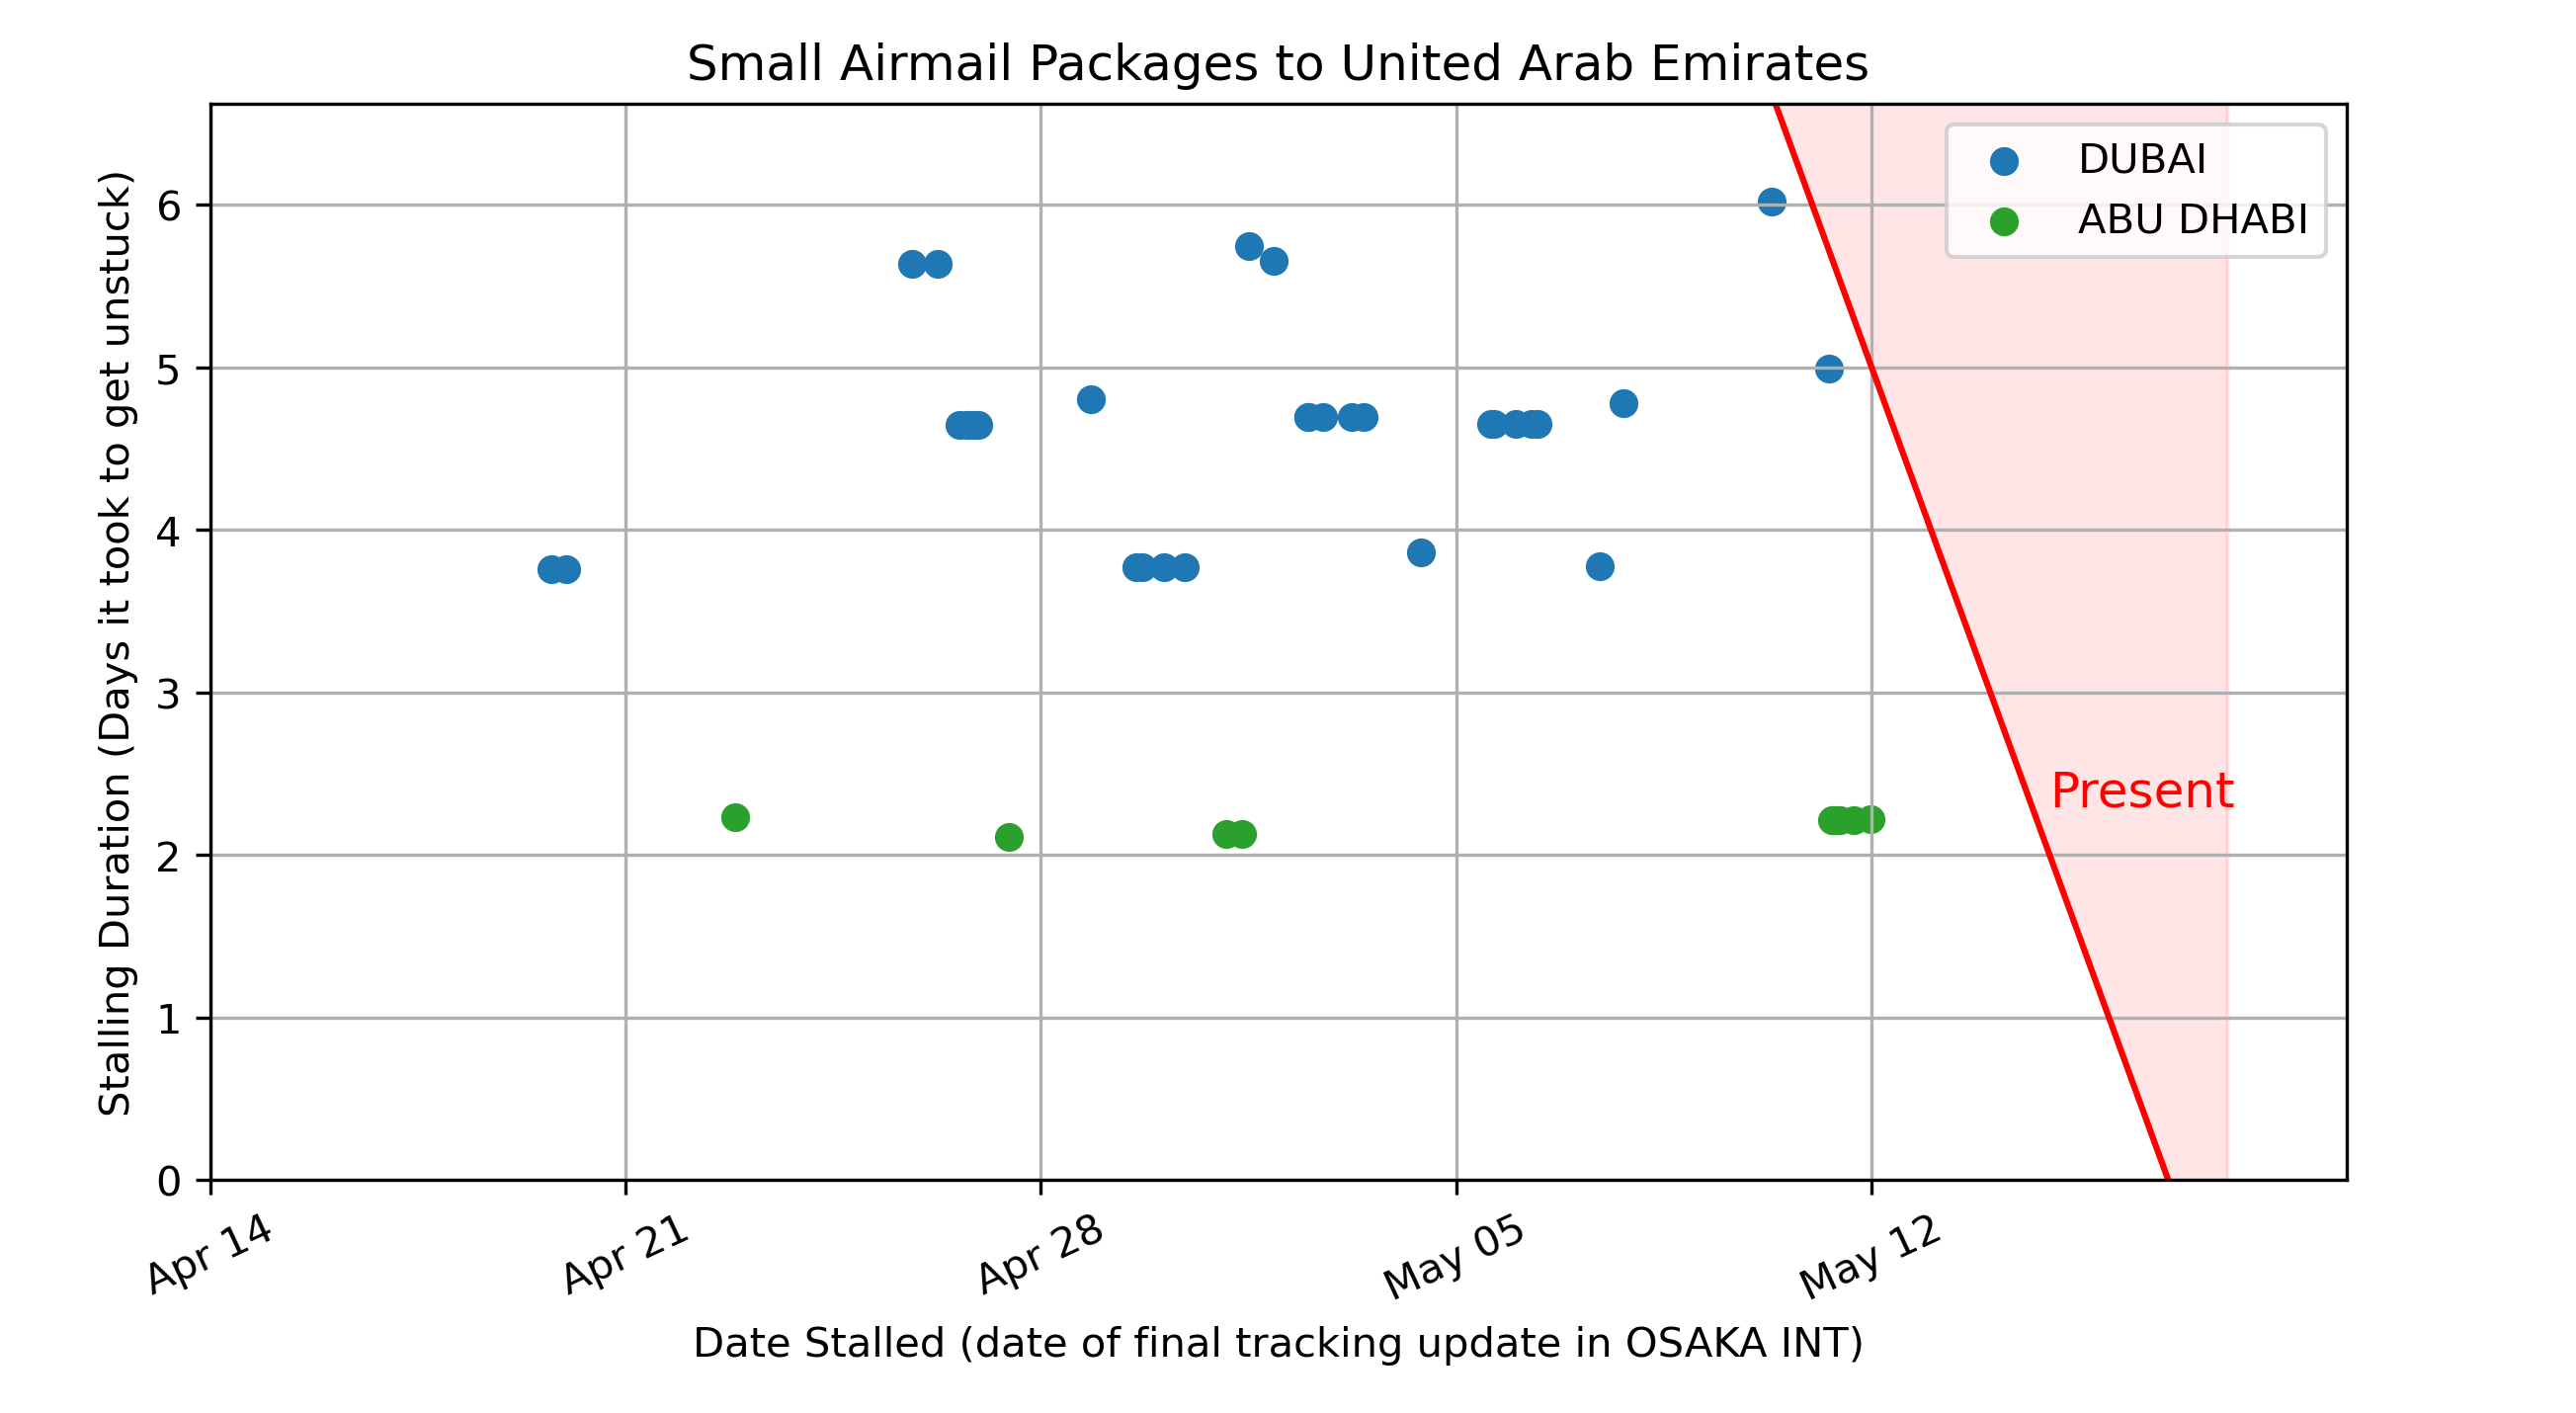 Small Airmail Packages to United Arab Emirates
DUBAI
ABU DHABI
Stalling Duration (Days it took to get unstuck)
6
5
4
3
2
1
0
Present
Apr 14
Apr 21
Apr 28
May 05
May 12
Date Stalled (date of final tracking update in OSAKA INT)